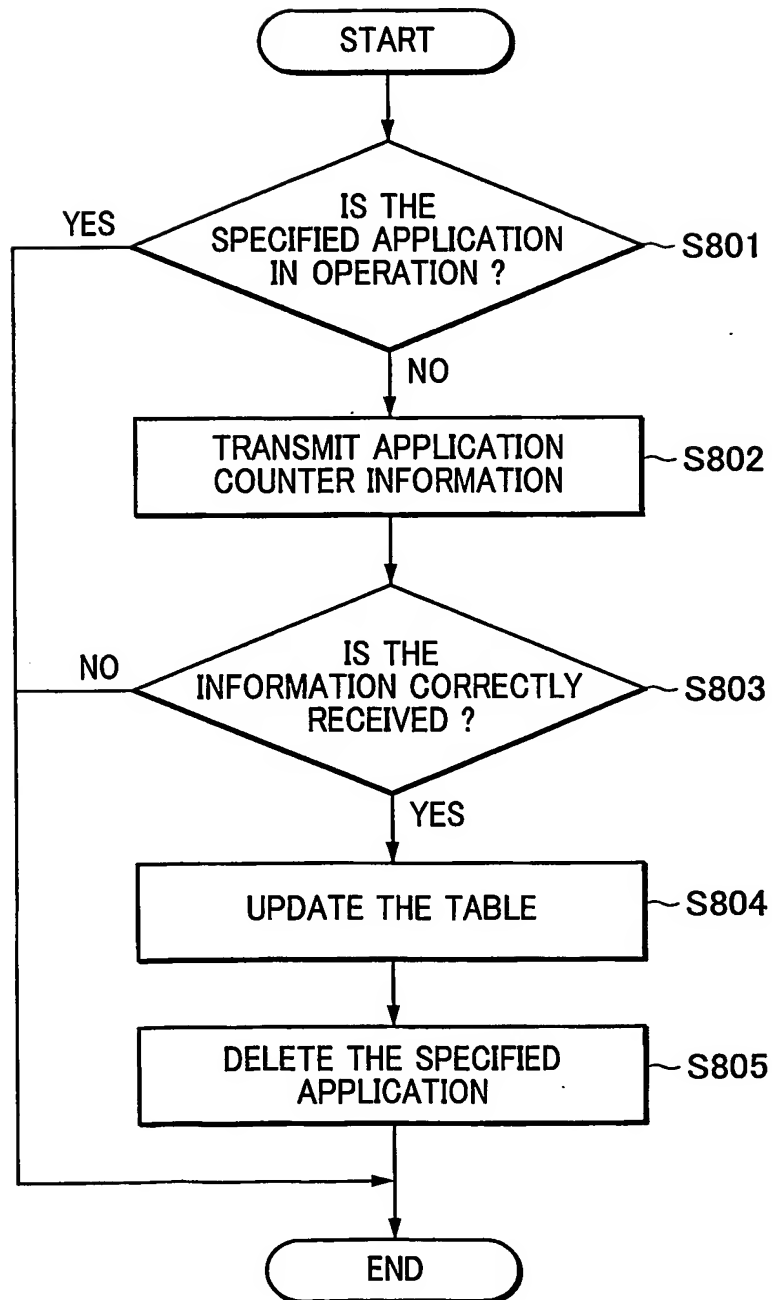 START
IS THE
SPECIFIED APPLICATION
IN OPERATION ?
YES
S801
NO
TRANSMIT APPLICATION
COUNTER INFORMATION
S802
IS THE
INFORMATION CORRECTLY
RECEIVED ?
NO
S803
YES
UPDATE THE TABLE
S804
DELETE THE SPECIFIED
APPLICATION
S805
END